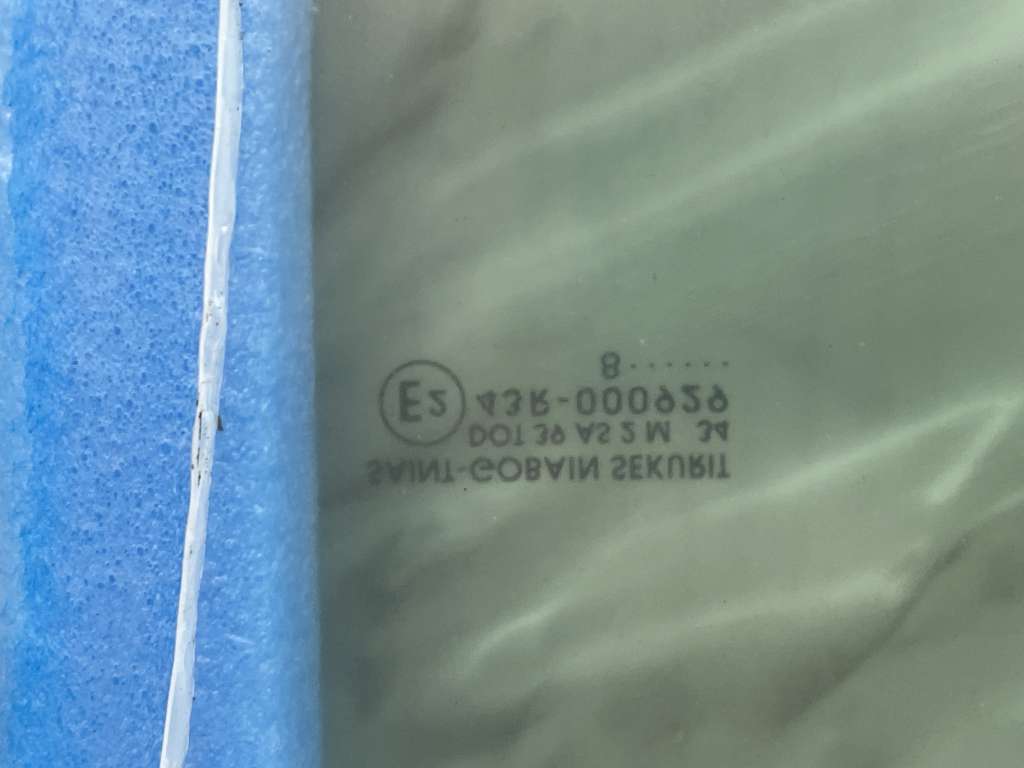 SAINT-GOBAIN SEKURIT
DOT 39 AS 2 M 34
E2 43R-000929
8 ......